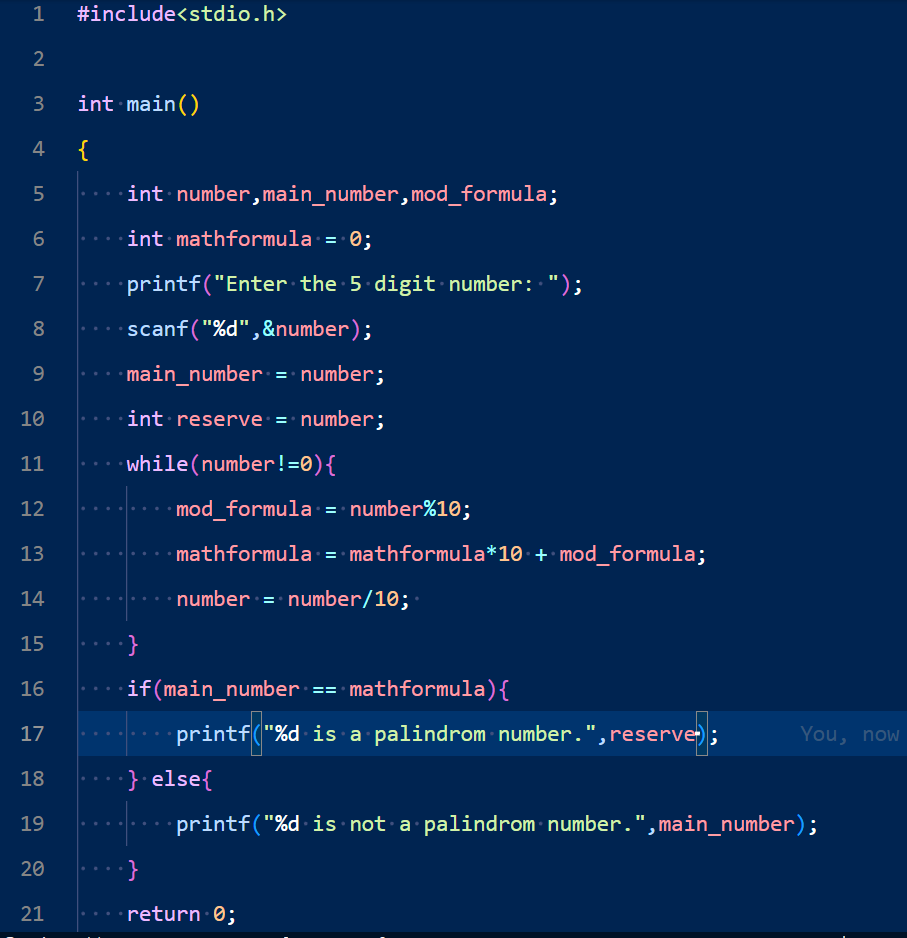 1 #include<stdio.h>
2
3 int main()
4 {
5 int number,main_number,mod_formula;
6 int mathformula = 0;
7 printf("Enter the 5 digit number: ");
8 scanf("%d",&number);
9 main_number = number;
10 int reserve = number;
11 while(number!=0){
12 mod_formula = number%10;
13 mathformula = mathformula*10 + mod_formula;
14 number = number/10;
15 }
16 if(main_number == mathformula){
17 printf("%d is a palindrom number.",reserve); You, now
18 } else{
19 printf("%d is not a palindrom number.",main_number);
20 }
21 return 0;